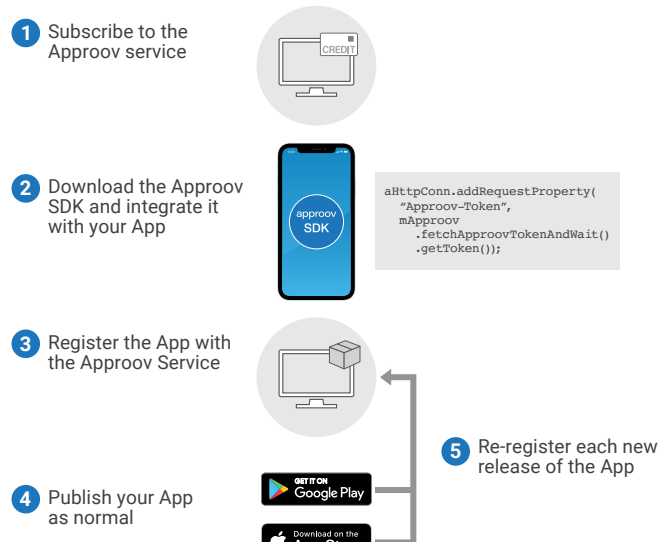 1 Subscribe to the
Approov service
CREDIT
2 Download the Approov
SDK and integrate it
with your App
approov
SDK
aHttpConn.addRequestProperty(
“Approov-Token”,
mApproov
.fetchApproovTokenAndWait()
.getToken());
3 Register the App with
the Approov Service
4 Publish your App
as normal
GET IT ON
Google Play
Download on the
5 Re-register each new
release of the App